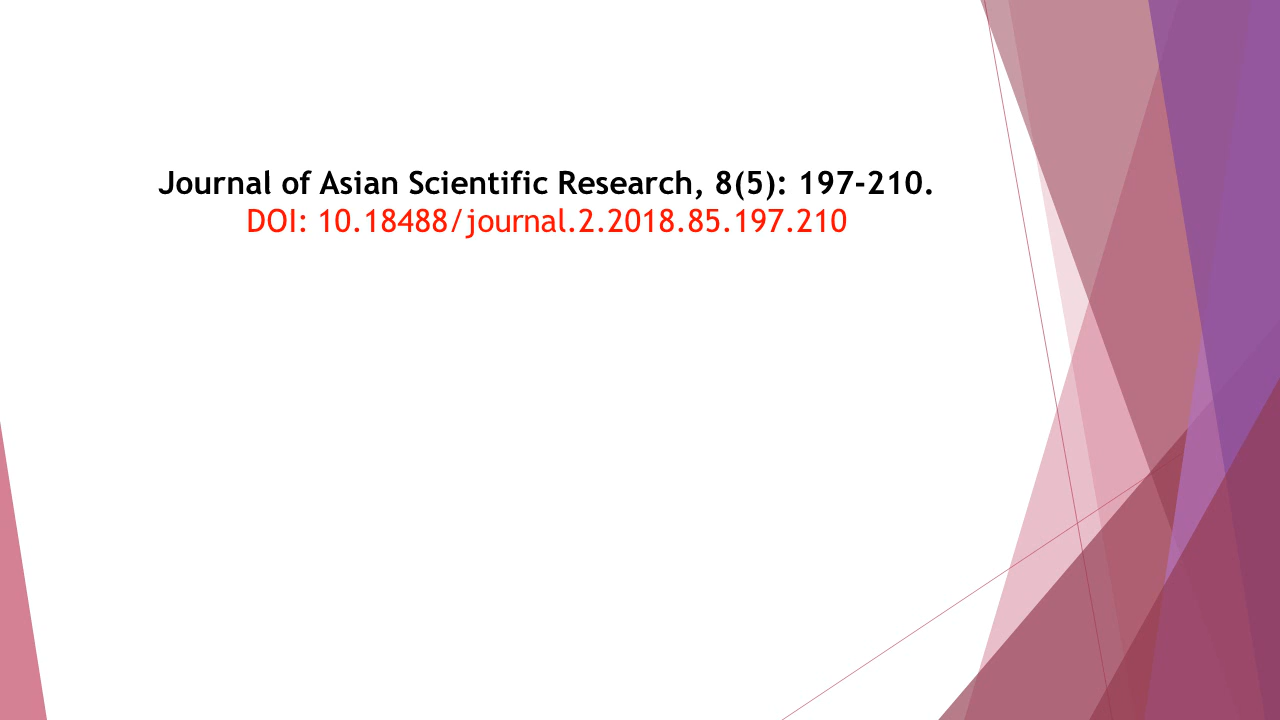 Journal of Asian Scientific Research, 8(5): 197-210.
DOI: 10.18488/journal.2.2018.85.197.210